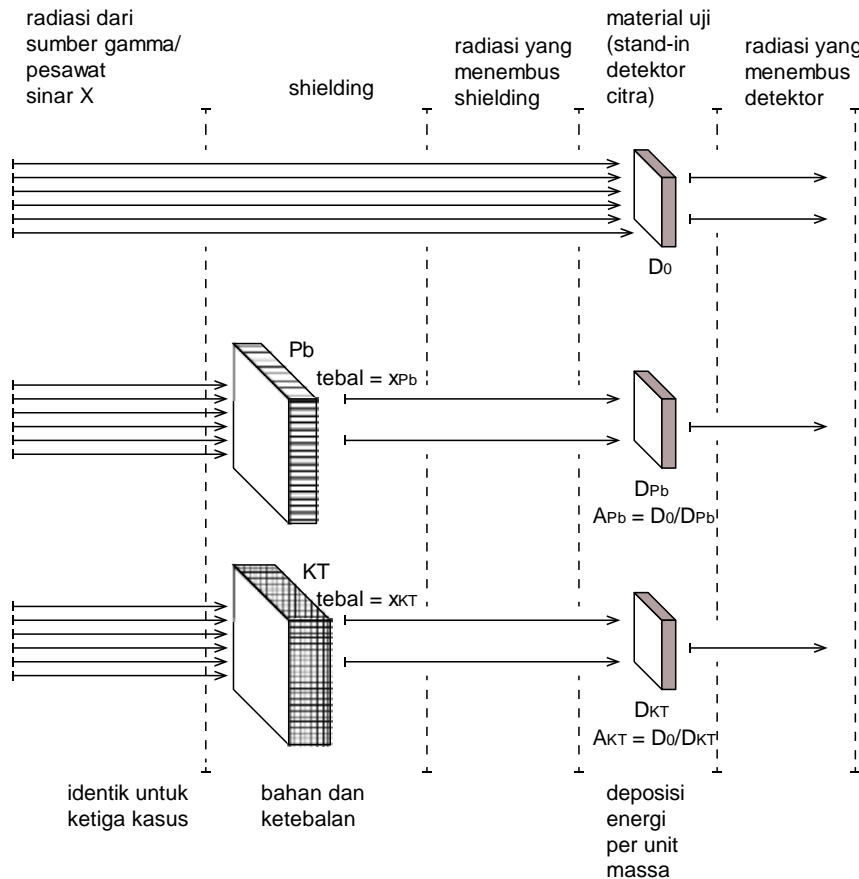 radiasi dari
sumber gamma/
pesawat
sinar X
shielding
radiasi yang
menembus
shielding
material uji
(stand-in
detektor
citra)
radiasi yang
menembus
detektor
D0
Pb
tebal = xPb
DPb
APb = D0/DPb
KT
tebal = xKT
DKT
AKT = D0/DKT
identik untuk
ketiga kasus
bahan dan
ketebalan
deposisi
energi
per unit
massa